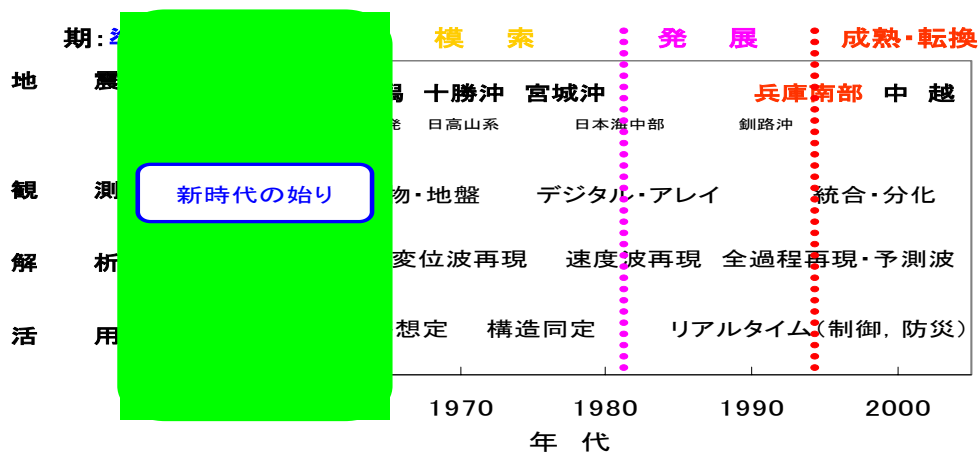 期: 模 索 発 展 成熟・転換
地 震 十勝沖 宮城沖 兵庫南部 中 越
日高山系 日本海中部 釧路沖
観 測 新時代の始り 物・地盤 デジタル・アレイ 統合・分化
解 析 変位波再現 速度波再現 全過程再現・予測波
活 用 想定 構造同定 リアルタイム(制御, 防災)
1970 1980 1990 2000
年 代